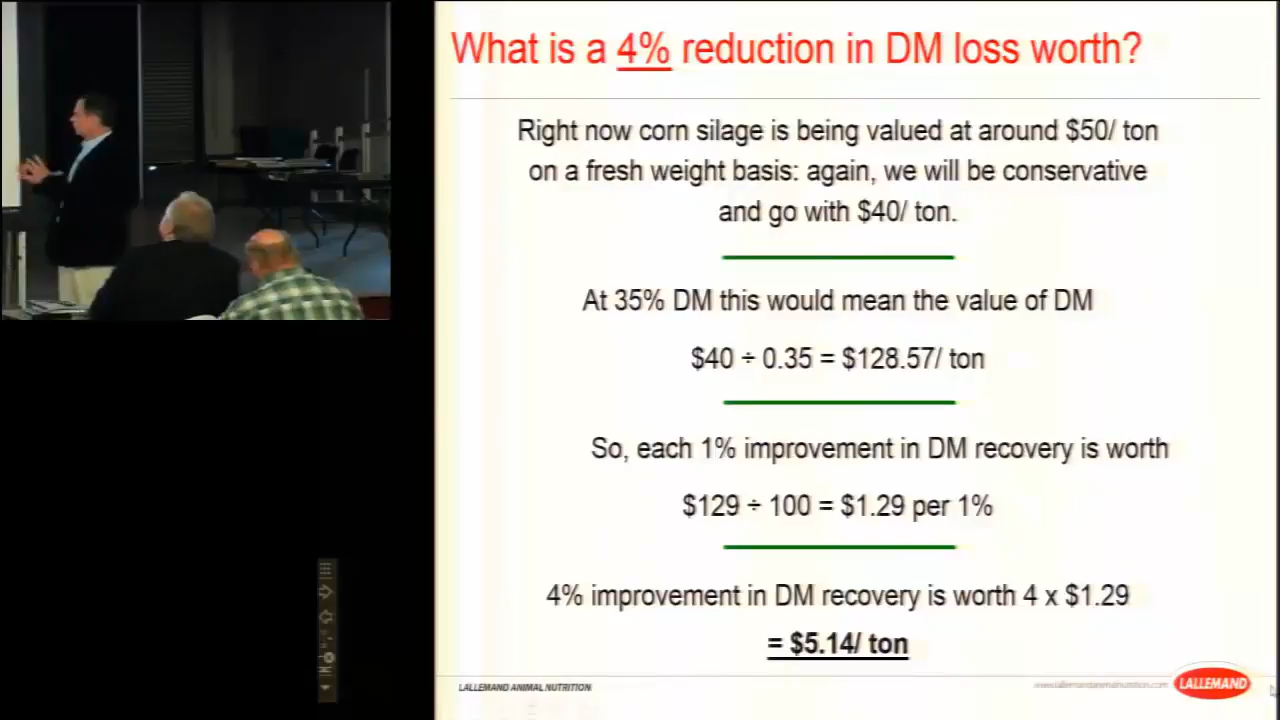 What is a 4% reduction in DM loss worth?
Right now corn silage is being valued at around $50/ ton
on a fresh weight basis: again, we will be conservative
and go with $40/ ton.
At 35% DM this would mean the value of DM
$40 ÷ 0.35 = $128.57/ ton
So, each 1% improvement in DM recovery is worth
$129 ÷ 100 = $1.29 per 1%
4% improvement in DM recovery is worth 4 x $1.29
= $5.14/ ton
LALLEMAND ANIMAL NUTRITION
www.lallemandanimalnutrition.com
LALLEMAND